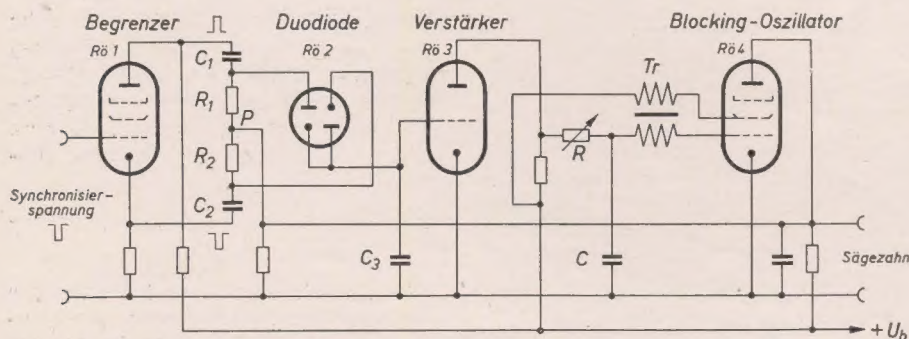 Begrenzer
Duodiode
Verstärker
Blocking-Oszillator
Rö 1
C1
Rö 2
Rö 3
Tr
Rö 4
R1
P
R
R2
Synchronisier-
spannung
C2
C3
C
Sägezahn
+ Ub